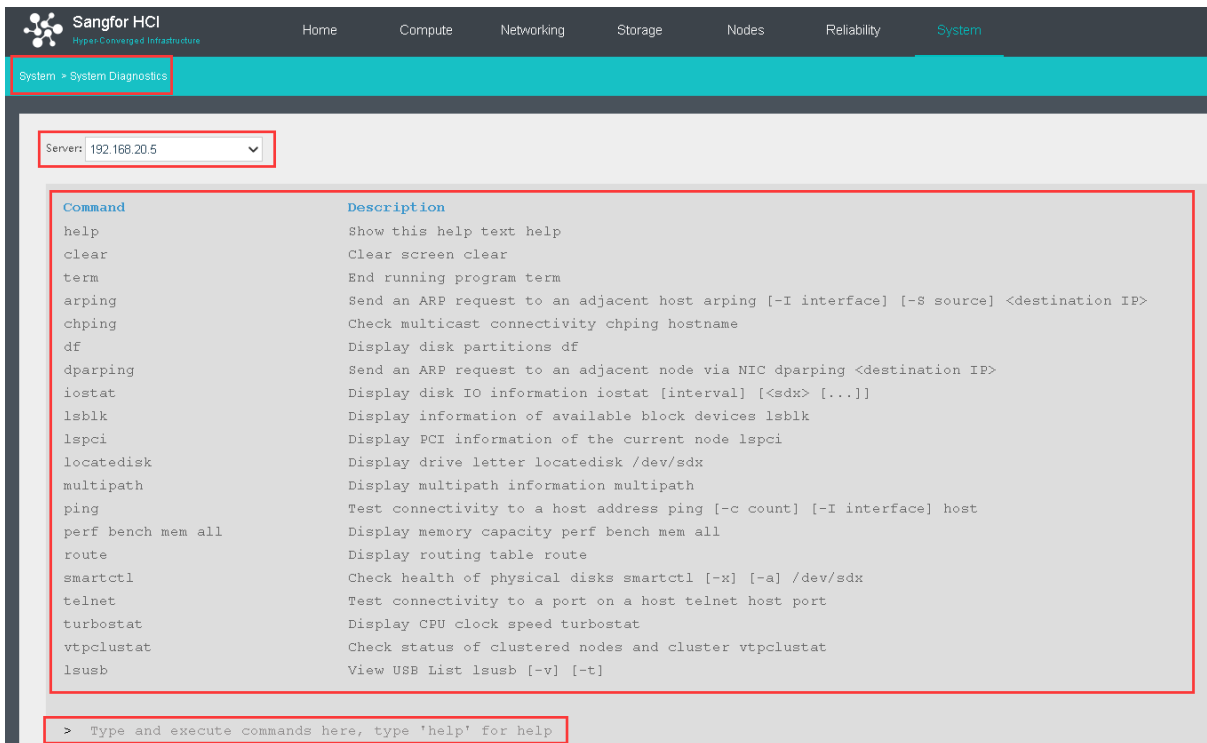 Sangfor HCI
Hyper-Converged Infrastructure
Home Compute Networking Storage Nodes Reliability System
System > System Diagnostics
Server: 192.168.20.5
Command Description
help Show this help text help
clear Clear screen clear
term End running program term
arping Send an ARP request to an adjacent host arping [-I interface] [-S source] <destination IP>
chping Check multicast connectivity chping hostname
df Display disk partitions df
dparping Send an ARP request to an adjacent node via NIC dparping <destination IP>
iostat Display disk IO information iostat [interval] [<sdx> [...]]
lsblk Display information of available block devices lsblk
lspci Display PCI information of the current node lspci
locatedisk Display drive letter locatedisk /dev/sdx
multipath Display multipath information multipath
ping Test connectivity to a host address ping [-c count] [-I interface] host
perf bench mem all Display memory capacity perf bench mem all
route Display routing table route
smartctl Check health of physical disks smartctl [-x] [-a] /dev/sdx
telnet Test connectivity to a port on a host telnet host port
turbostat Display CPU clock speed turbostat
vtpclustat Check status of clustered nodes and cluster vtpclustat
lsusb View USB List lsusb [-v] [-t]
> Type and execute commands here, type 'help' for help